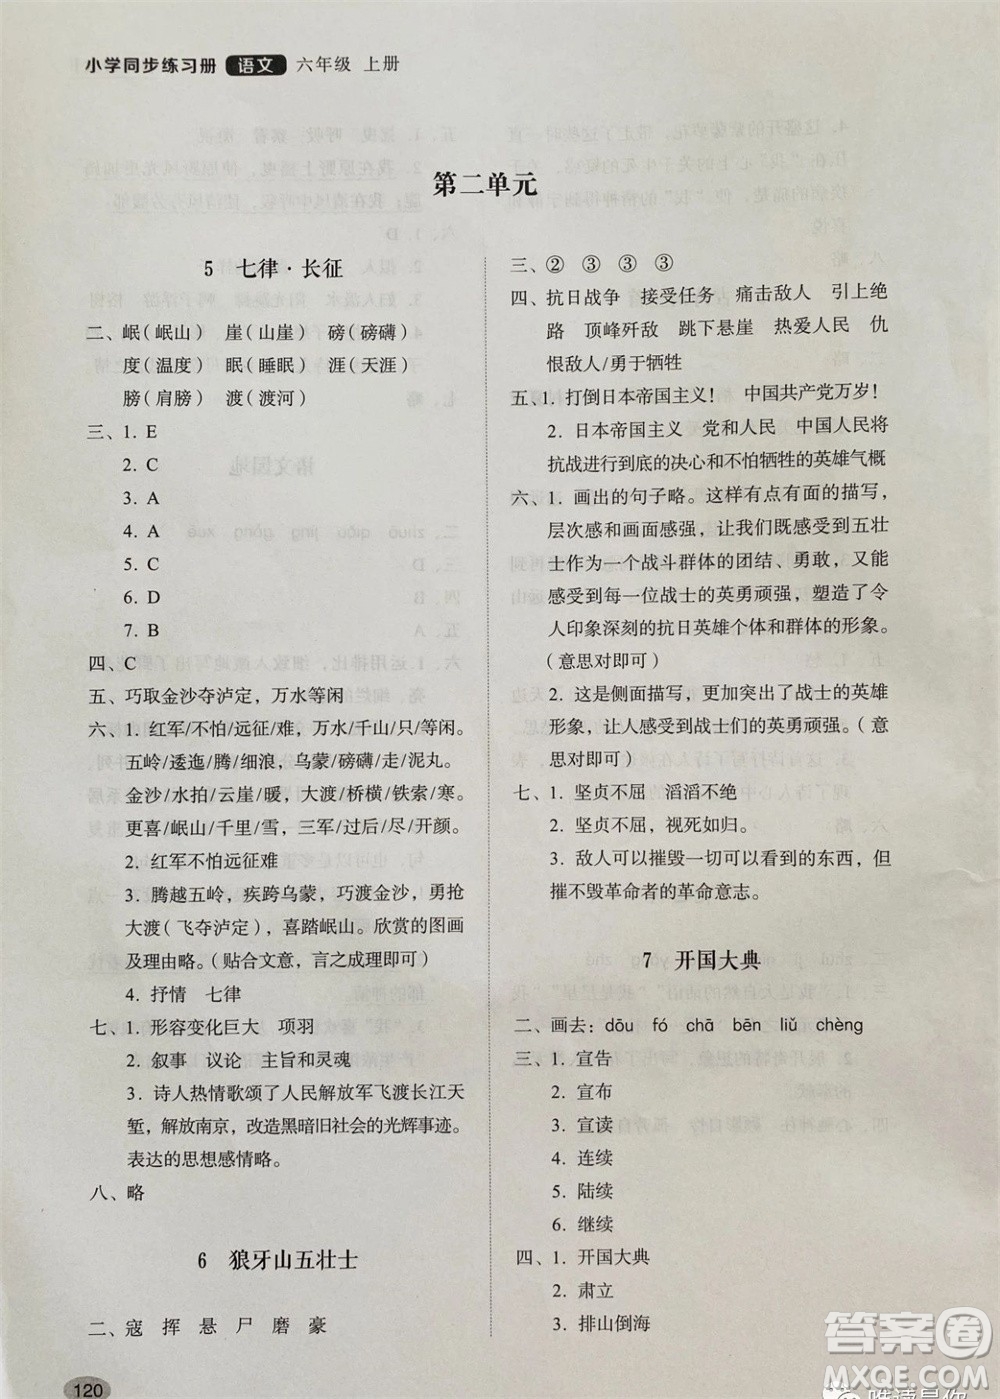 小学同步练习册 语文 六年级 上册
第二单元
5 七律·长征
二、岷（岷山） 崖（山崖） 磅（磅礴）
度（温度） 眠（睡眠） 涯（天涯）
膀（肩膀） 渡（渡河）
三、1. E
2. C
3. A
4. A
5. C
6. D
7. B
四、C
五、巧取金沙夺泸定，万水等闲
六、1. 红军/不怕/远征/难，万水/千山/只/等闲。
五岭/逶迤/腾/细浪，乌蒙/磅礴/走/泥丸。
金沙/水拍/云崖/暖，大渡/桥横/铁索/寒。
更喜/岷山/千里/雪，三军/过后/尽/开颜。
2. 红军不怕远征难
3. 腾越五岭，疾跨乌蒙，巧渡金沙，勇抢
大渡（飞夺泸定），喜踏岷山。欣赏的图画
及理由略。（贴合文意，言之成理即可）
4. 抒情 七律
七、1. 形容变化巨大 项羽
2. 叙事 议论 主旨和灵魂
3. 诗人热情歌颂了人民解放军飞渡长江天
堑，解放南京，改造黑暗旧社会的光辉事迹。
表达的思想感情略。
八、略
6 狼牙山五壮士
二、寇 挥 悬 尸 磨 豪
三、② ③ ③ ③
四、抗日战争 接受任务 痛击敌人 引上绝
路 顶峰歼敌 跳下悬崖 热爱人民 仇
恨敌人/勇于牺牲
五、1. 打倒日本帝国主义！ 中国共产党万岁！
2. 日本帝国主义 党和人民 中国人民将
抗战进行到底的决心和不怕牺牲的英雄气概
六、1. 画出的句子略。这样有点有面的描写，
层次感和画面感强，让我们既感受到五壮
士作为一个战斗群体的团结、勇敢，又能
感受到每一位战士的英勇顽强，塑造了令
人印象深刻的抗日英雄个体和群体的形象。
（意思对即可）
2. 这是侧面描写，更加突出了战士的英雄
形象，让人感受到战士们的英勇顽强。（意
思对即可）
七、1. 坚贞不屈 滔滔不绝
2. 坚贞不屈，视死如归。
3. 敌人可以摧毁一切可以看到的东西，但
摧不毁革命者的革命意志。
7 开国大典
二、画去：dōu fó chā bēn liǔ chèng
三、1. 宣告
2. 宣布
3. 宣读
4. 连续
5. 陆续
6. 继续
四、1. 开国大典
2. 肃立
3. 排山倒海
120
答案圈
MXQE.COM